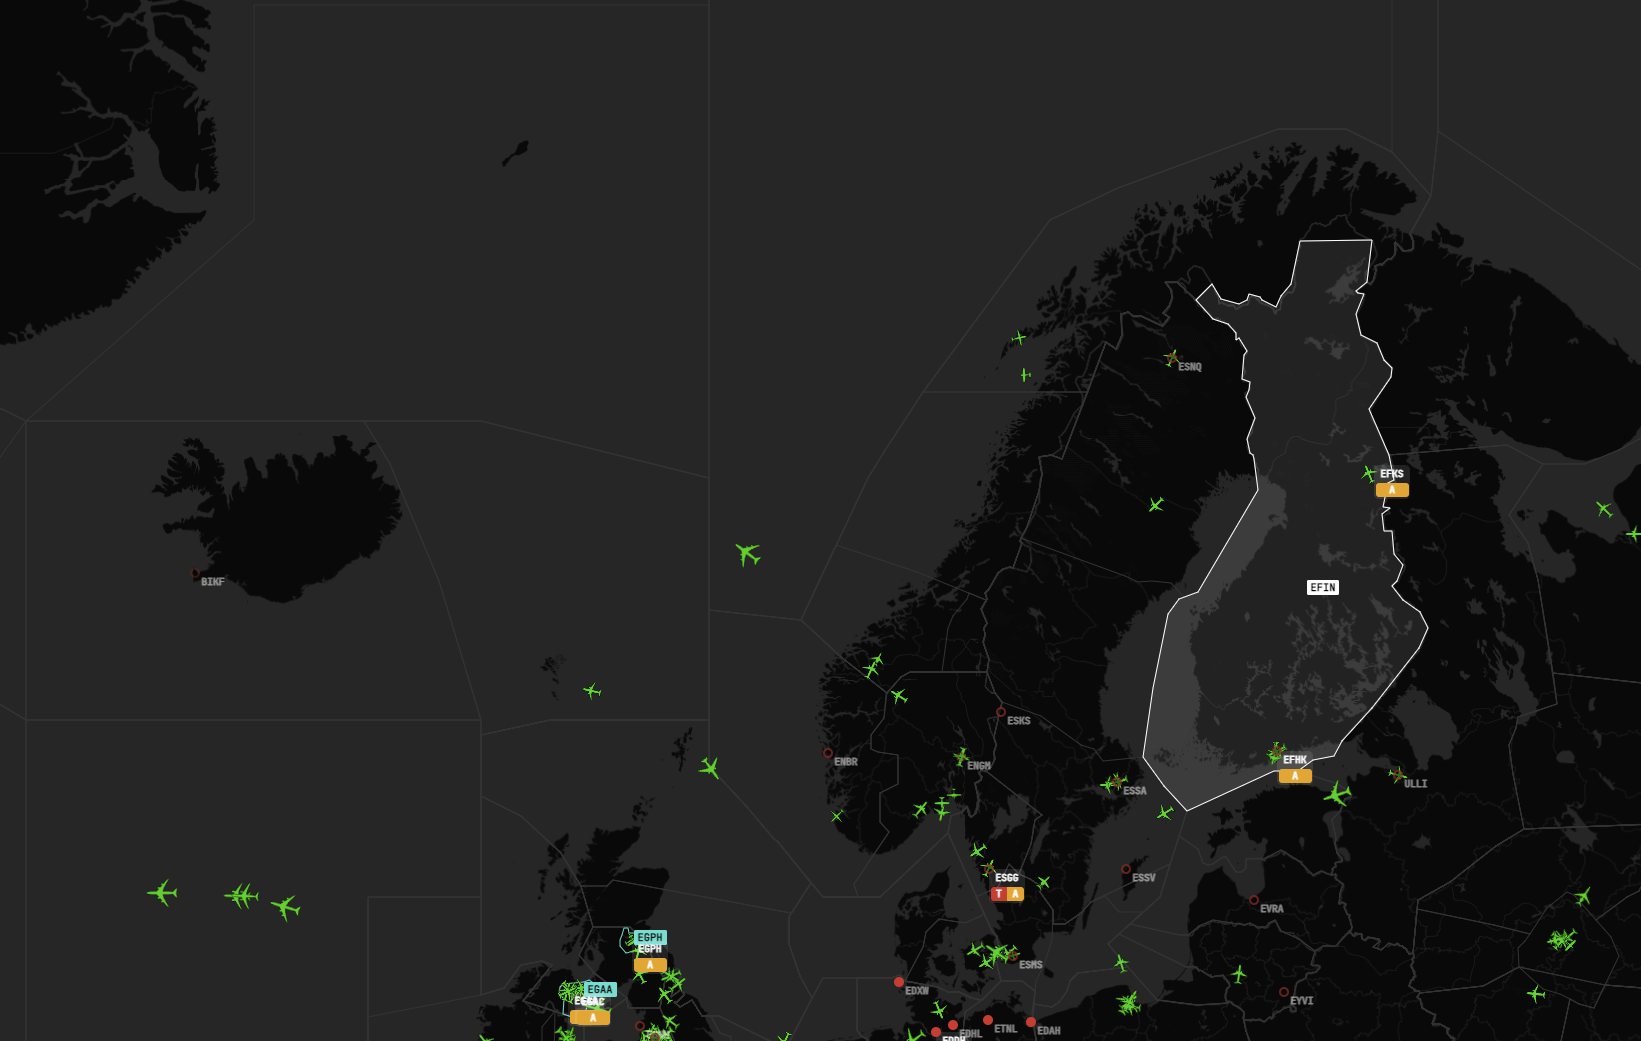 ESNQ
EFKS
A
BIKF
EFIN
ESKS
ENBR
ENGM
EFHK
A
ESSA
ULLI
ESGG
T A
ESSV
EVRA
EGPH
EGPH
A
ESMS
EGAA
A
EDXW
EYVI
EDHL
ETNL
EDAH